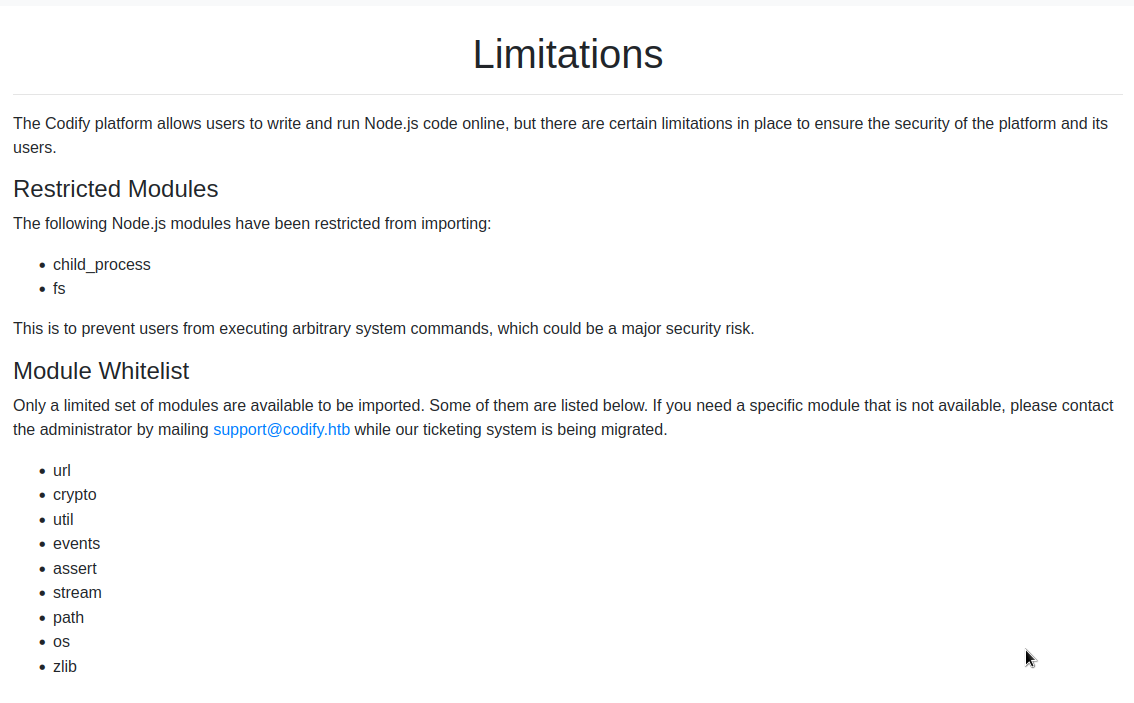 Limitations
The Codify platform allows users to write and run Node.js code online, but there are certain limitations in place to ensure the security of the platform and its
users.
Restricted Modules
The following Node.js modules have been restricted from importing:
• child_process
• fs
This is to prevent users from executing arbitrary system commands, which could be a major security risk.
Module Whitelist
Only a limited set of modules are available to be imported. Some of them are listed below. If you need a specific module that is not available, please contact
the administrator by mailing support@codify.htb while our ticketing system is being migrated.
• url
• crypto
• util
• events
• assert
• stream
• path
• os
• zlib